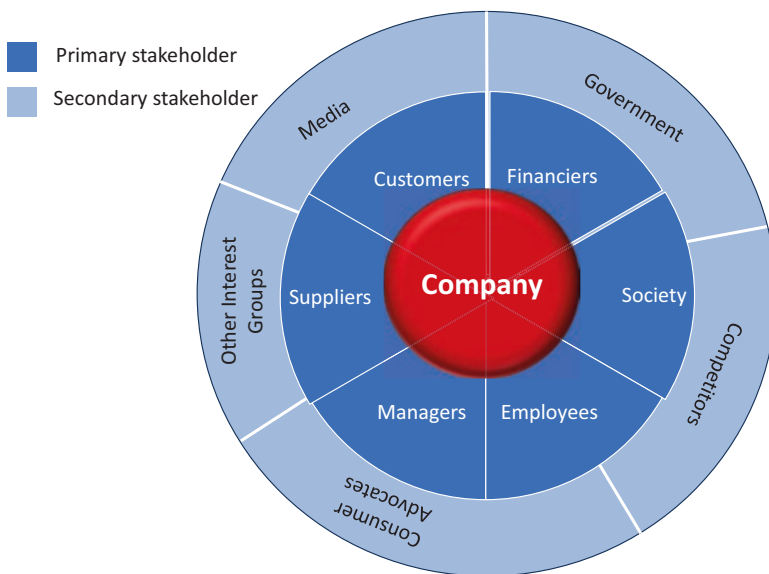 Primary stakeholder
Secondary stakeholder
Media
Government
Customers
Financiers
Company
Other Interest
Groups
Suppliers
Society
Competitors
Managers
Employees
Consumer
Advocates